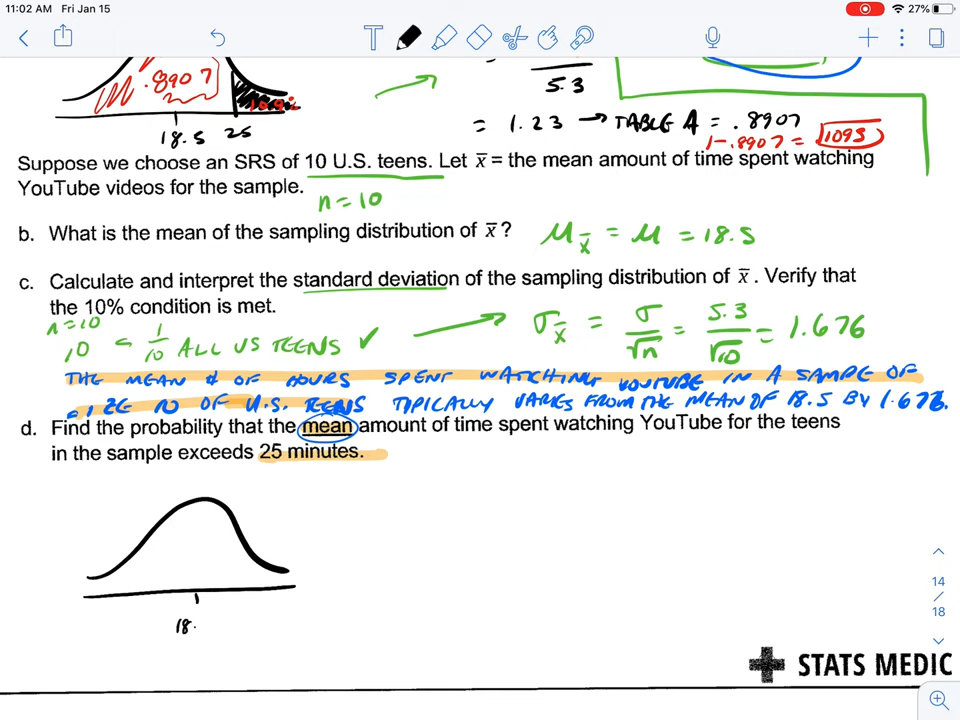 11:02 AM Fri Jan 15
27%
.8907
18.5 25
5.3
= 1.23 → TABLE A = .8907
1-.8907 = 1093
Suppose we choose an SRS of 10 U.S. teens. Let x̄ = the mean amount of time spent watching
YouTube videos for the sample.
n=10
b. What is the mean of the sampling distribution of x̄ ?
μx̄ = μ = 18.5
c. Calculate and interpret the standard deviation of the sampling distribution of x̄ . Verify that
the 10% condition is met.
n=10
10 ≤ 1/10 ALL US TEENS ✓
σx̄ = σ/√n = 5.3/√10 = 1.676
THE MEAN # OF HOURS SPENT WATCHING YOUTUBE IN A SAMPLE OF
SIZE 10 OF U.S. TEENS TYPICALLY VARIES FROM THE MEAN OF 18.5 BY 1.676.
d. Find the probability that the mean amount of time spent watching YouTube for the teens
in the sample exceeds 25 minutes.
18.
14
/
18
STATS MEDIC